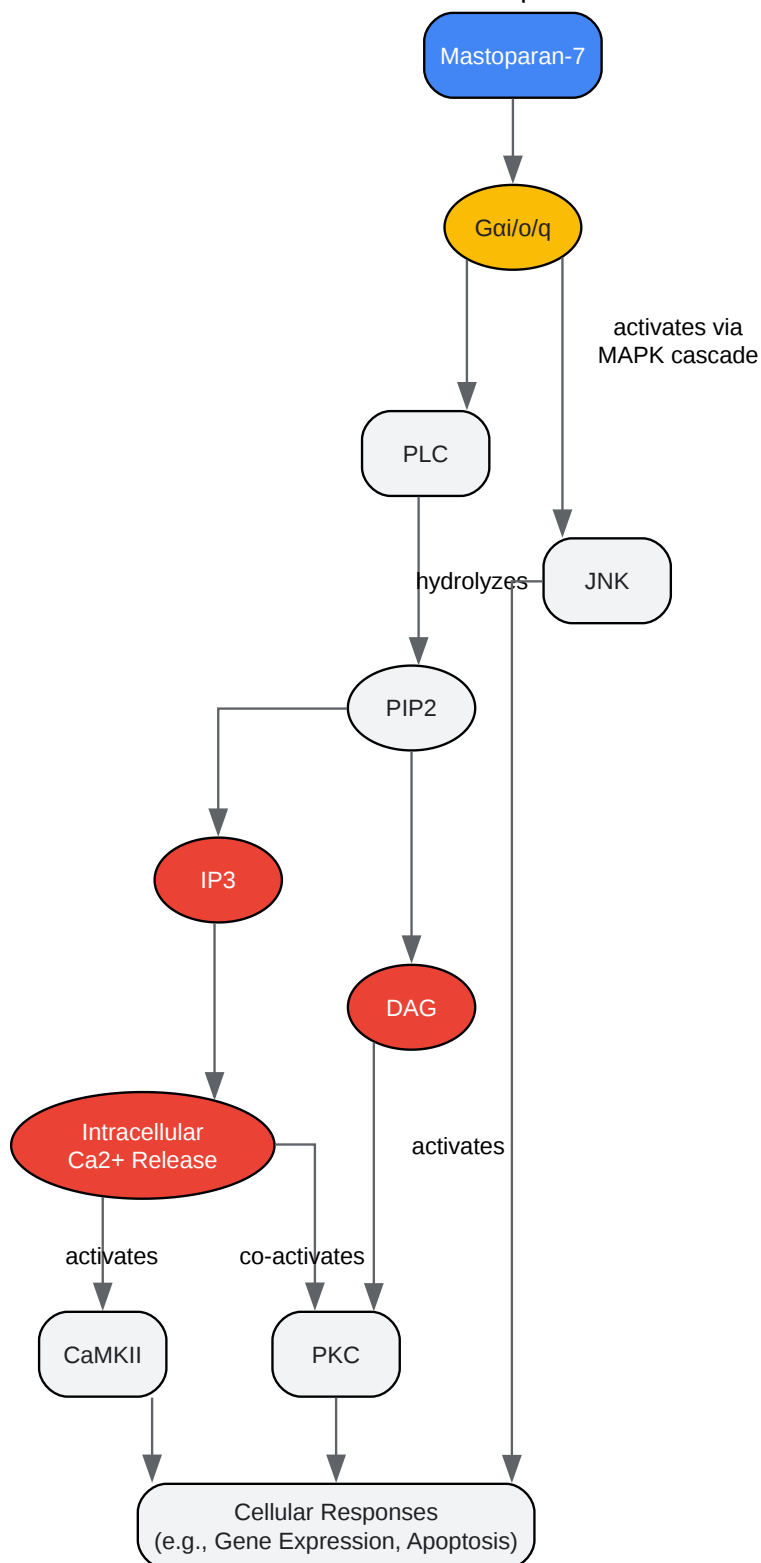 Mastoparan-7
Gαi/o/q
activates via
MAPK cascade
PLC
hydrolyzes
JNK
PIP2
IP3
DAG
Intracellular
Ca2+ Release
activates
activates
co-activates
CaMKII
PKC
Cellular Responses
(e.g., Gene Expression, Apoptosis)